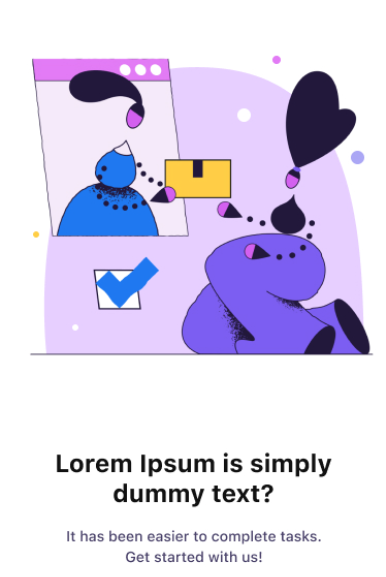 Lorem Ipsum is simply
dummy text?
It has been easier to complete tasks.
Get started with us!